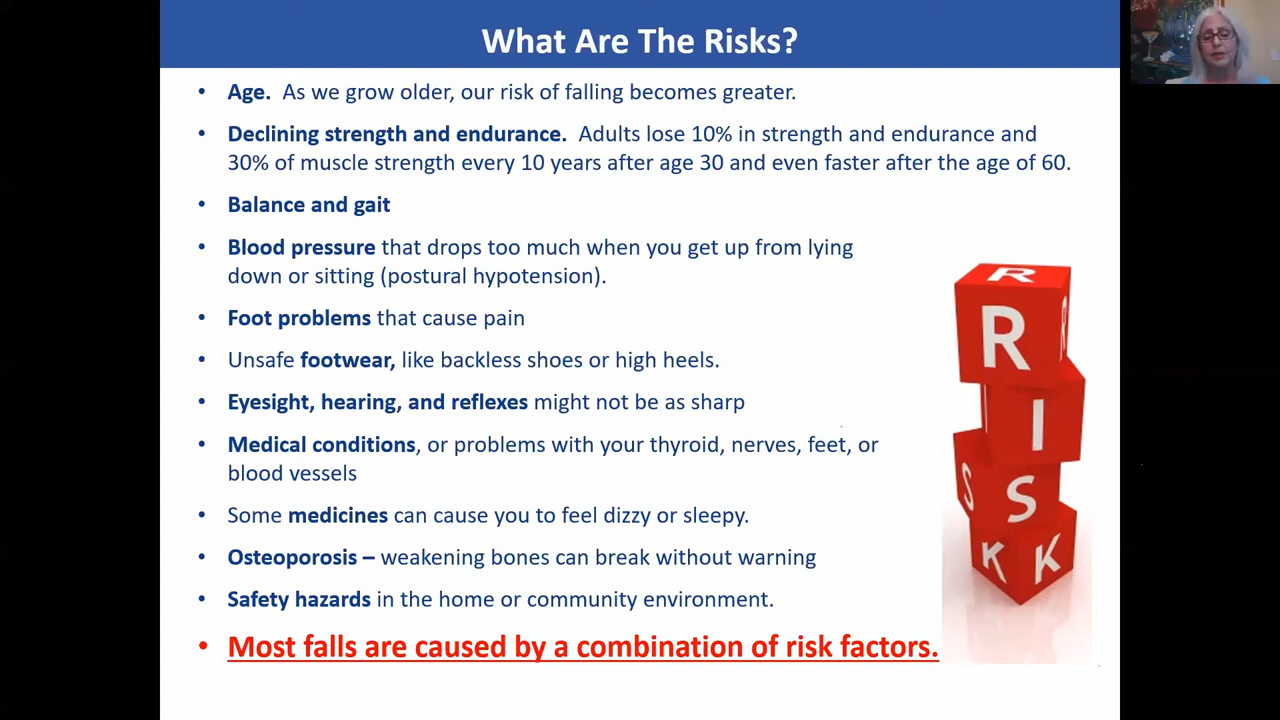 What Are The Risks?
• Age. As we grow older, our risk of falling becomes greater.
• Declining strength and endurance. Adults lose 10% in strength and endurance and
30% of muscle strength every 10 years after age 30 and even faster after the age of 60.
• Balance and gait
• Blood pressure that drops too much when you get up from lying
down or sitting (postural hypotension).
• Foot problems that cause pain
• Unsafe footwear, like backless shoes or high heels.
• Eyesight, hearing, and reflexes might not be as sharp
• Medical conditions, or problems with your thyroid, nerves, feet, or
blood vessels
• Some medicines can cause you to feel dizzy or sleepy.
• Osteoporosis – weakening bones can break without warning
• Safety hazards in the home or community environment.
• Most falls are caused by a combination of risk factors.
R
R R
I I
S S
K K